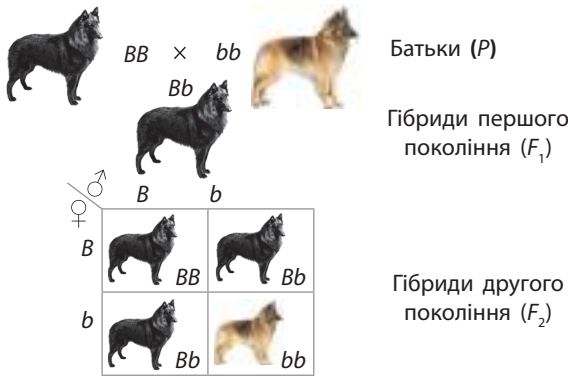 BB × bb
Батьки (P)
Bb
Гібриди першого
покоління (F₁)
♂
♀
B b
B
BB
Bb
b
Bb
bb
Гібриди другого
покоління (F₂)